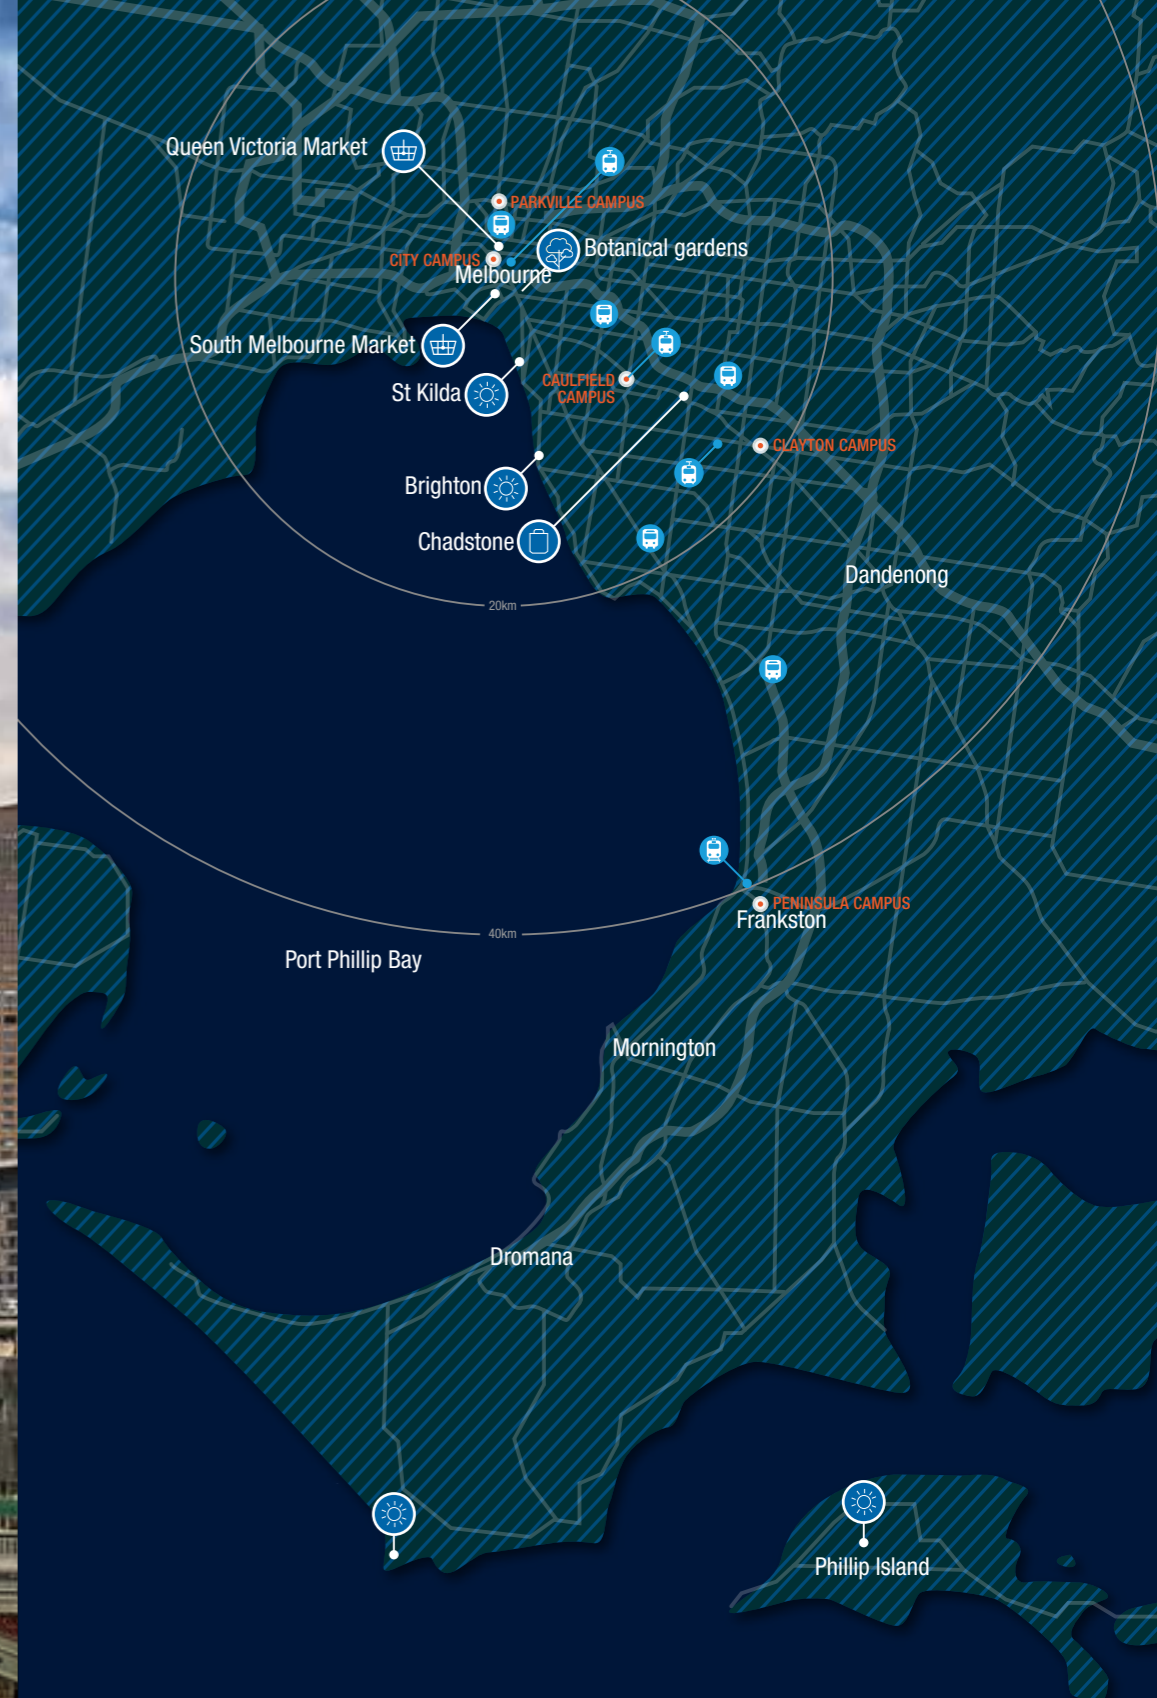 Queen Victoria Market
PARKVILLE CAMPUS
Botanical gardens
CITY CAMPUS
Melbourne
South Melbourne Market
CAULFIELD
CAMPUS
St Kilda
CLAYTON CAMPUS
Brighton
Chadstone
Dandenong
20km
PENINSULA CAMPUS
Frankston
40km
Port Phillip Bay
Mornington
Dromana
Phillip Island